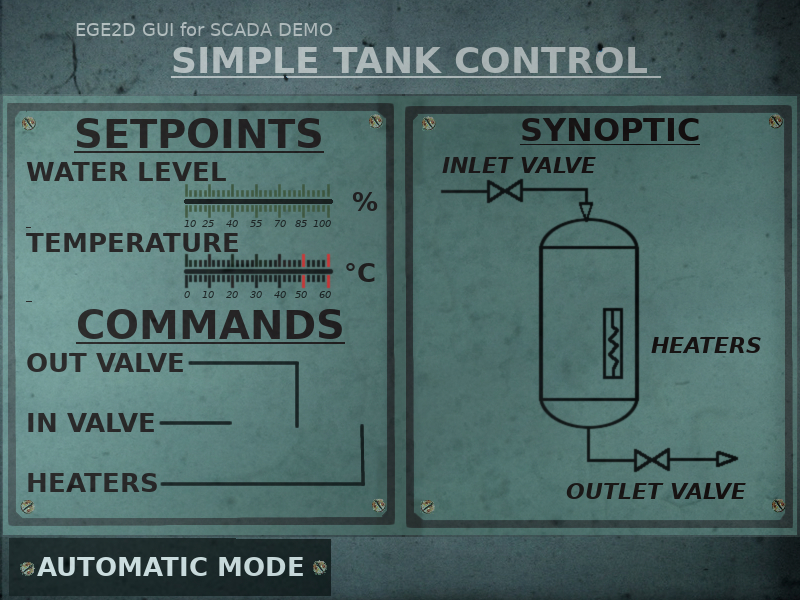 EGE2D GUI for SCADA DEMO
SIMPLE TANK CONTROL
SETPOINTS
WATER LEVEL
%
10 25 40 55 70 85 100
TEMPERATURE
°C
0 10 20 30 40 50 60
COMMANDS
OUT VALVE
IN VALVE
HEATERS
AUTOMATIC MODE
SYNOPTIC
INLET VALVE
HEATERS
OUTLET VALVE